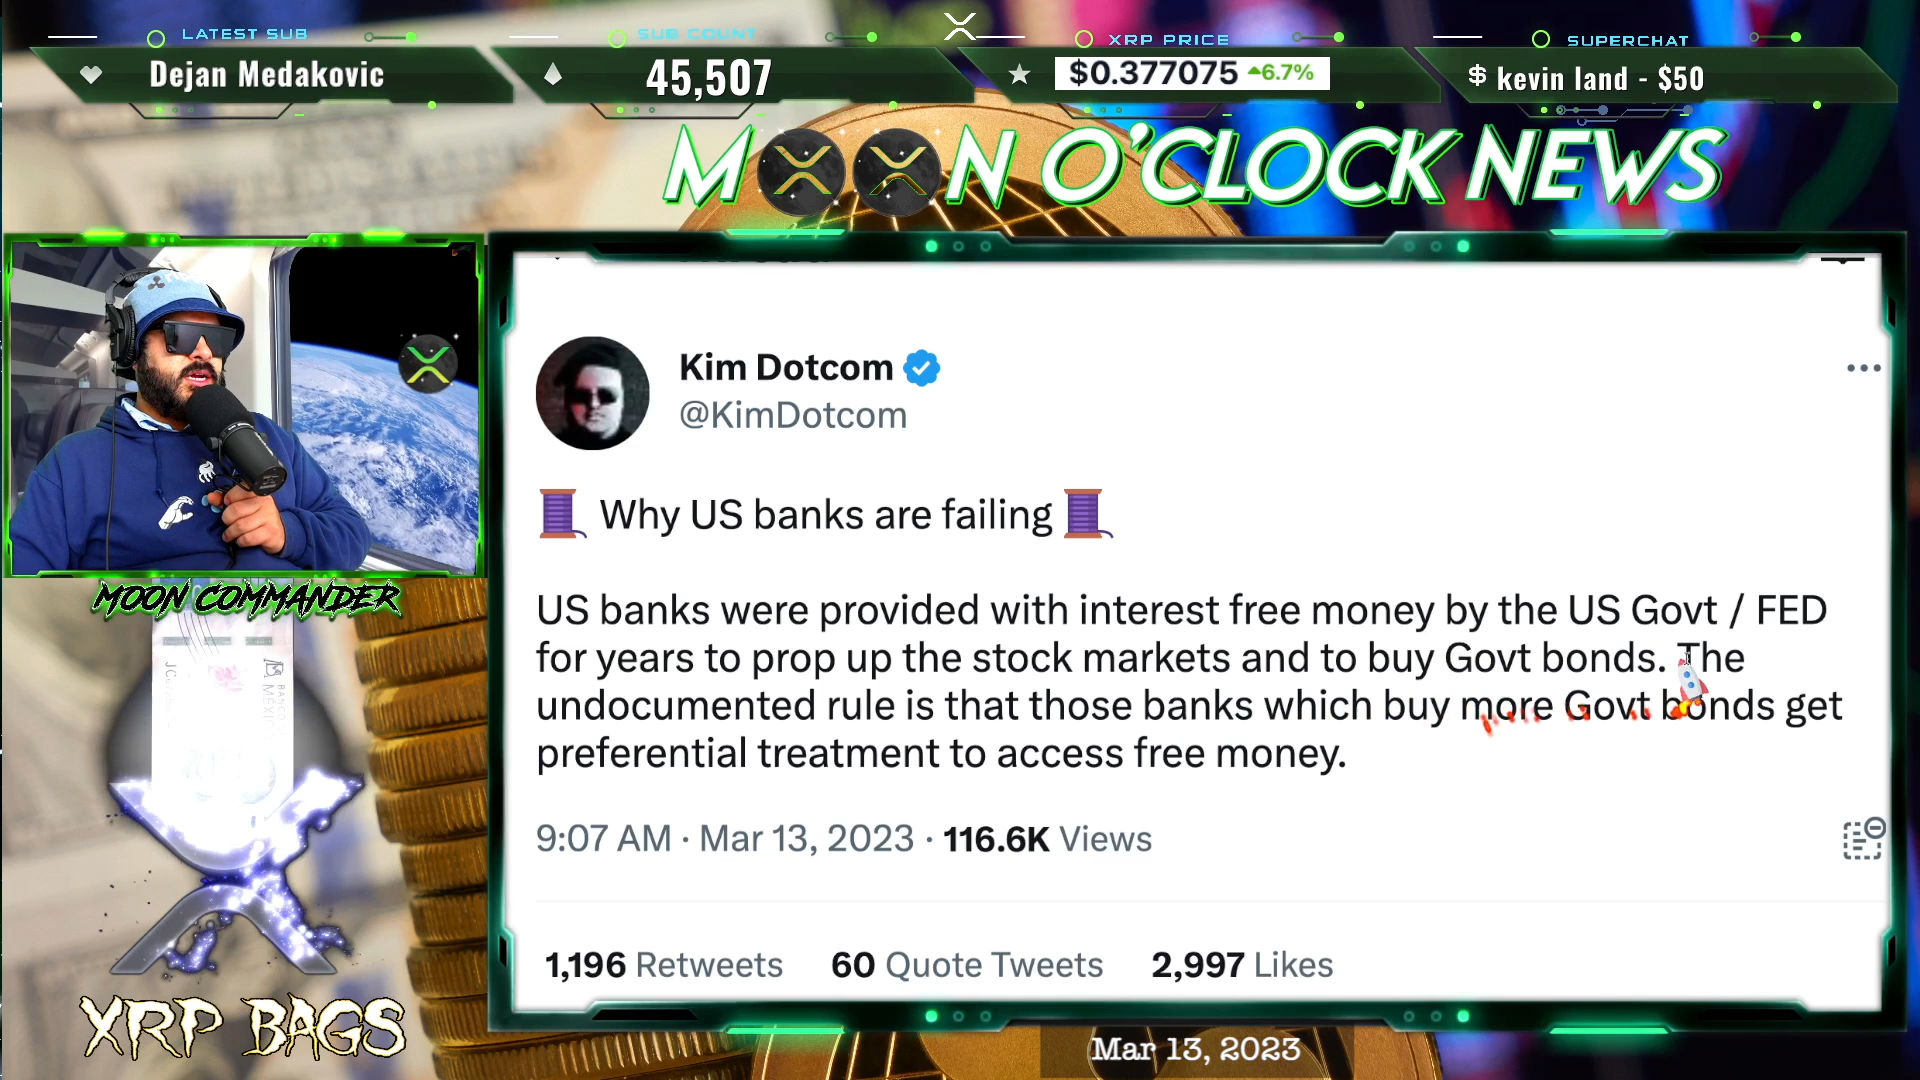 LATEST SUB
Dejan Medakovic
SUB COUNT
45,507
XRP PRICE
$0.377075 6.7%
SUPERCHAT
$ kevin land - $50
MOON O'CLOCK NEWS
Kim Dotcom
@KimDotcom
Why US banks are failing
US banks were provided with interest free money by the US Govt / FED
for years to prop up the stock markets and to buy Govt bonds. The
undocumented rule is that those banks which buy more Govt bonds get
preferential treatment to access free money.
9:07 AM · Mar 13, 2023 · 116.6K Views
1,196 Retweets 60 Quote Tweets 2,997 Likes
MOON COMMANDER
XRP BAGS
Mar 13, 2023